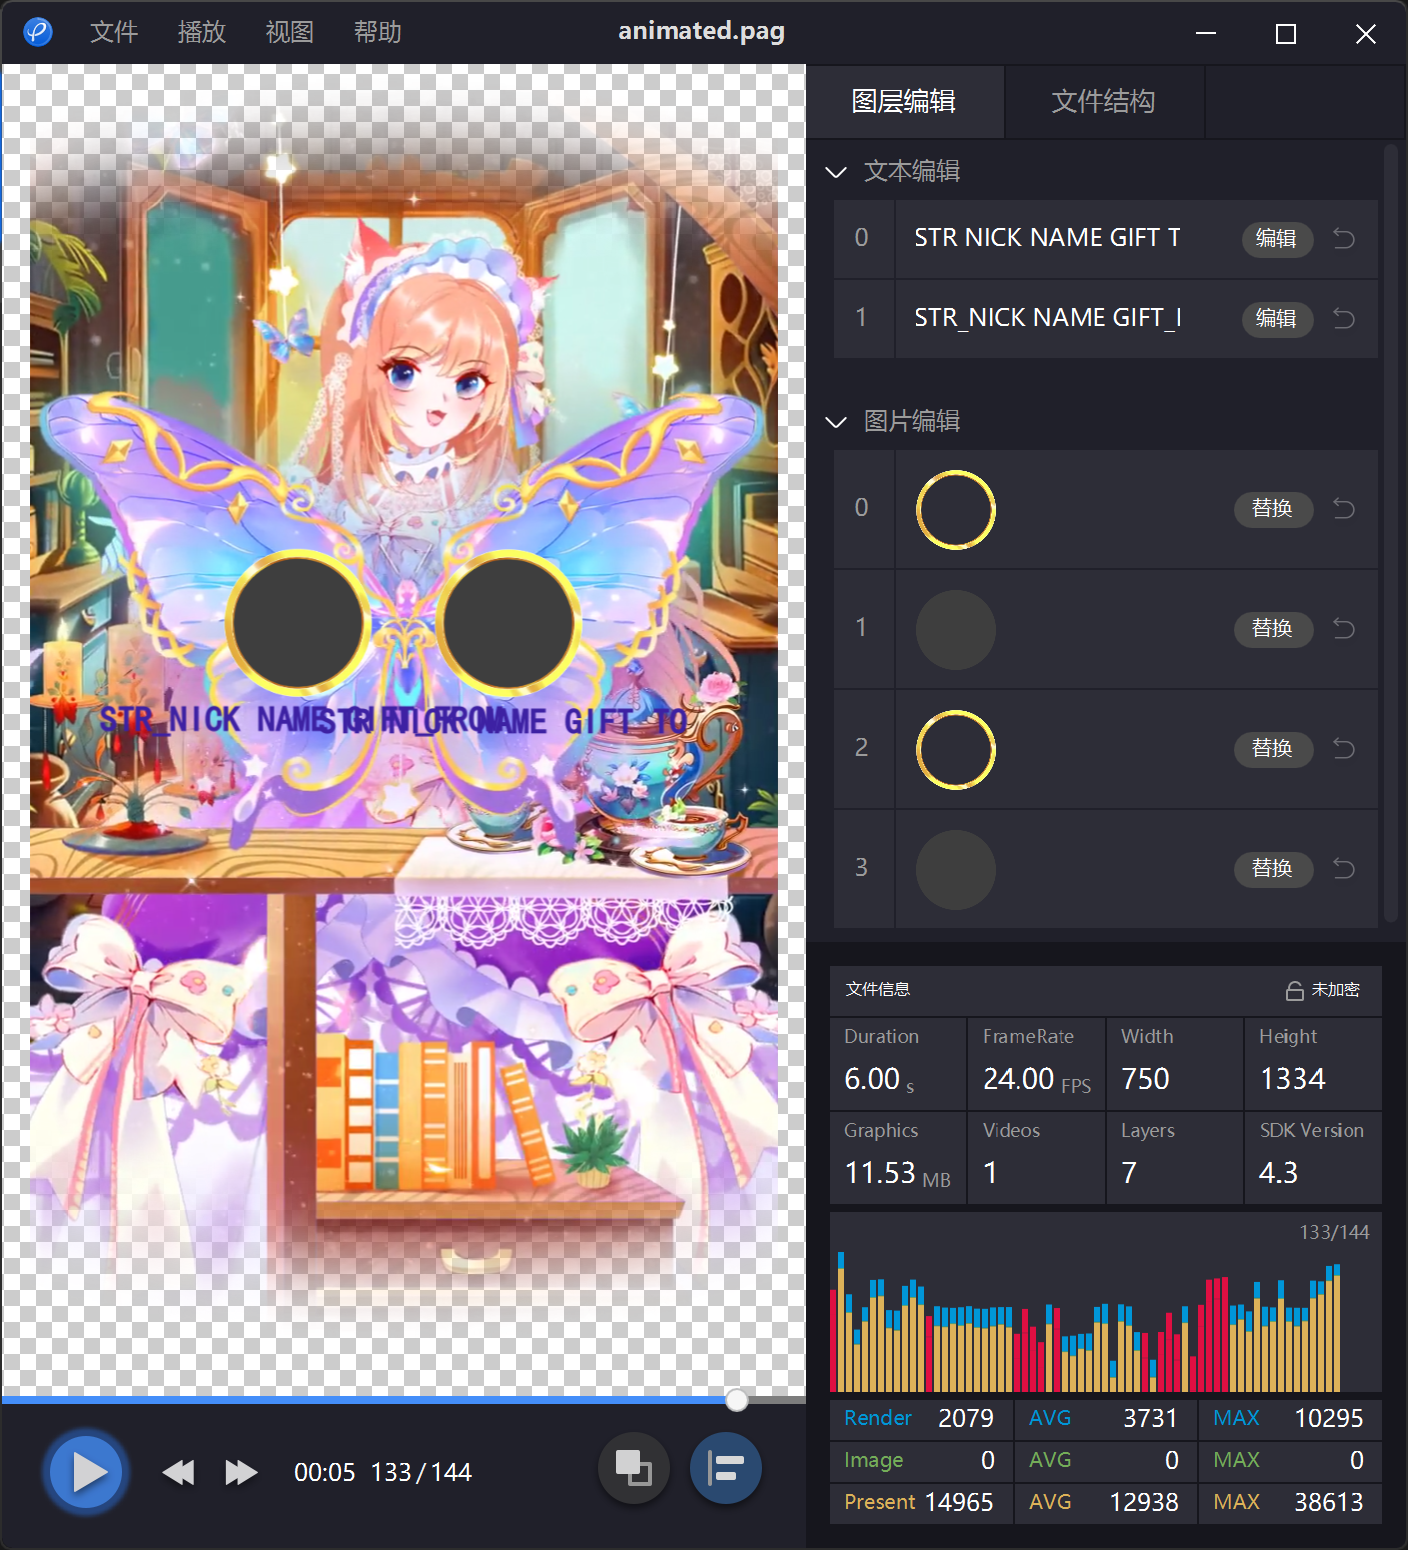 文件 播放 视图 帮助 animated.pag
图层编辑 文件结构
文本编辑
0 STR NICK NAME GIFT T 编辑
1 STR_NICK NAME GIFT_ 编辑
图片编辑
0 替换
1 替换
2 替换
3 替换
STR_NICK NAME GIFT_FROM
STR NICK NAME GIFT TO
文件信息 未加密
Duration FrameRate Width Height
6.00 s 24.00 FPS 750 1334
Graphics Videos Layers SDK Version
11.53 MB 1 7 4.3
133/144
Render 2079 AVG 3731 MAX 10295
Image 0 AVG 0 MAX 0
Present 14965 AVG 12938 MAX 38613
00:05 133/144